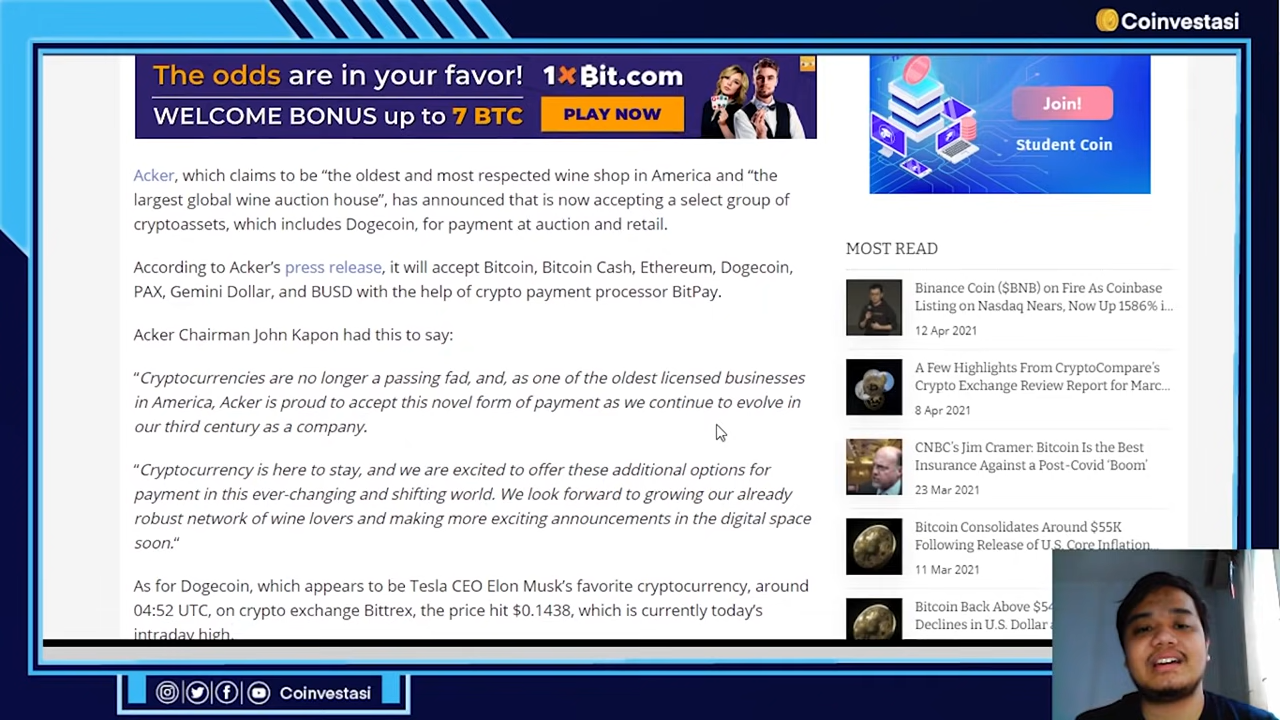 Coinvestasi
The odds are in your favor!
WELCOME BONUS up to 7 BTC
1XBit.com
PLAY NOW
Join!
Student Coin
Acker, which claims to be “the oldest and most respected wine shop in America and “the
largest global wine auction house”, has announced that is now accepting a select group of
cryptoassets, which includes Dogecoin, for payment at auction and retail.
According to Acker’s press release, it will accept Bitcoin, Bitcoin Cash, Ethereum, Dogecoin,
PAX, Gemini Dollar, and BUSD with the help of crypto payment processor BitPay.
Acker Chairman John Kapon had this to say:
“Cryptocurrencies are no longer a passing fad, and, as one of the oldest licensed businesses
in America, Acker is proud to accept this novel form of payment as we continue to evolve in
our third century as a company.
“Cryptocurrency is here to stay, and we are excited to offer these additional options for
payment in this ever-changing and shifting world. We look forward to growing our already
robust network of wine lovers and making more exciting announcements in the digital space
soon.“
As for Dogecoin, which appears to be Tesla CEO Elon Musk’s favorite cryptocurrency, around
04:52 UTC, on crypto exchange Bittrex, the price hit $0.1438, which is currently today’s
intraday high.
MOST READ
Binance Coin ($BNB) on Fire As Coinbase
Listing on Nasdaq Nears, Now Up 1586% i...
12 Apr 2021
A Few Highlights From CryptoCompare’s
Crypto Exchange Review Report for Marc...
8 Apr 2021
CNBC’s Jim Cramer: Bitcoin Is the Best
Insurance Against a Post-Covid ‘Boom’
23 Mar 2021
Bitcoin Consolidates Around $55K
Following Release of U.S. Core Inflation...
11 Mar 2021
Bitcoin Back Above $54
Declines in U.S. Dollar
Coinvestasi